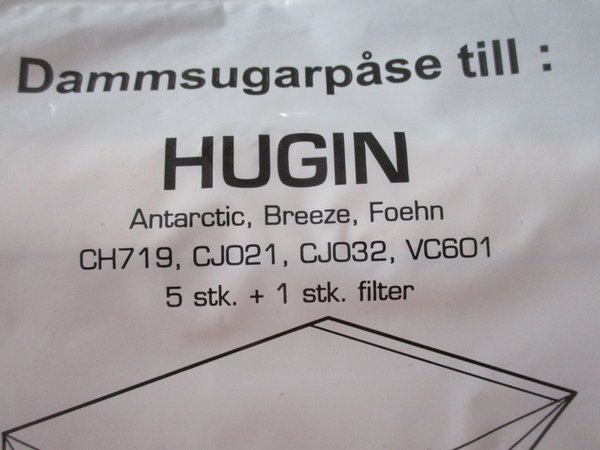 Dammsugarpåse till :
HUGIN
Antarctic, Breeze, Foehn
CH719, CJ021, CJ032, VC601
5 stk. + 1 stk. filter